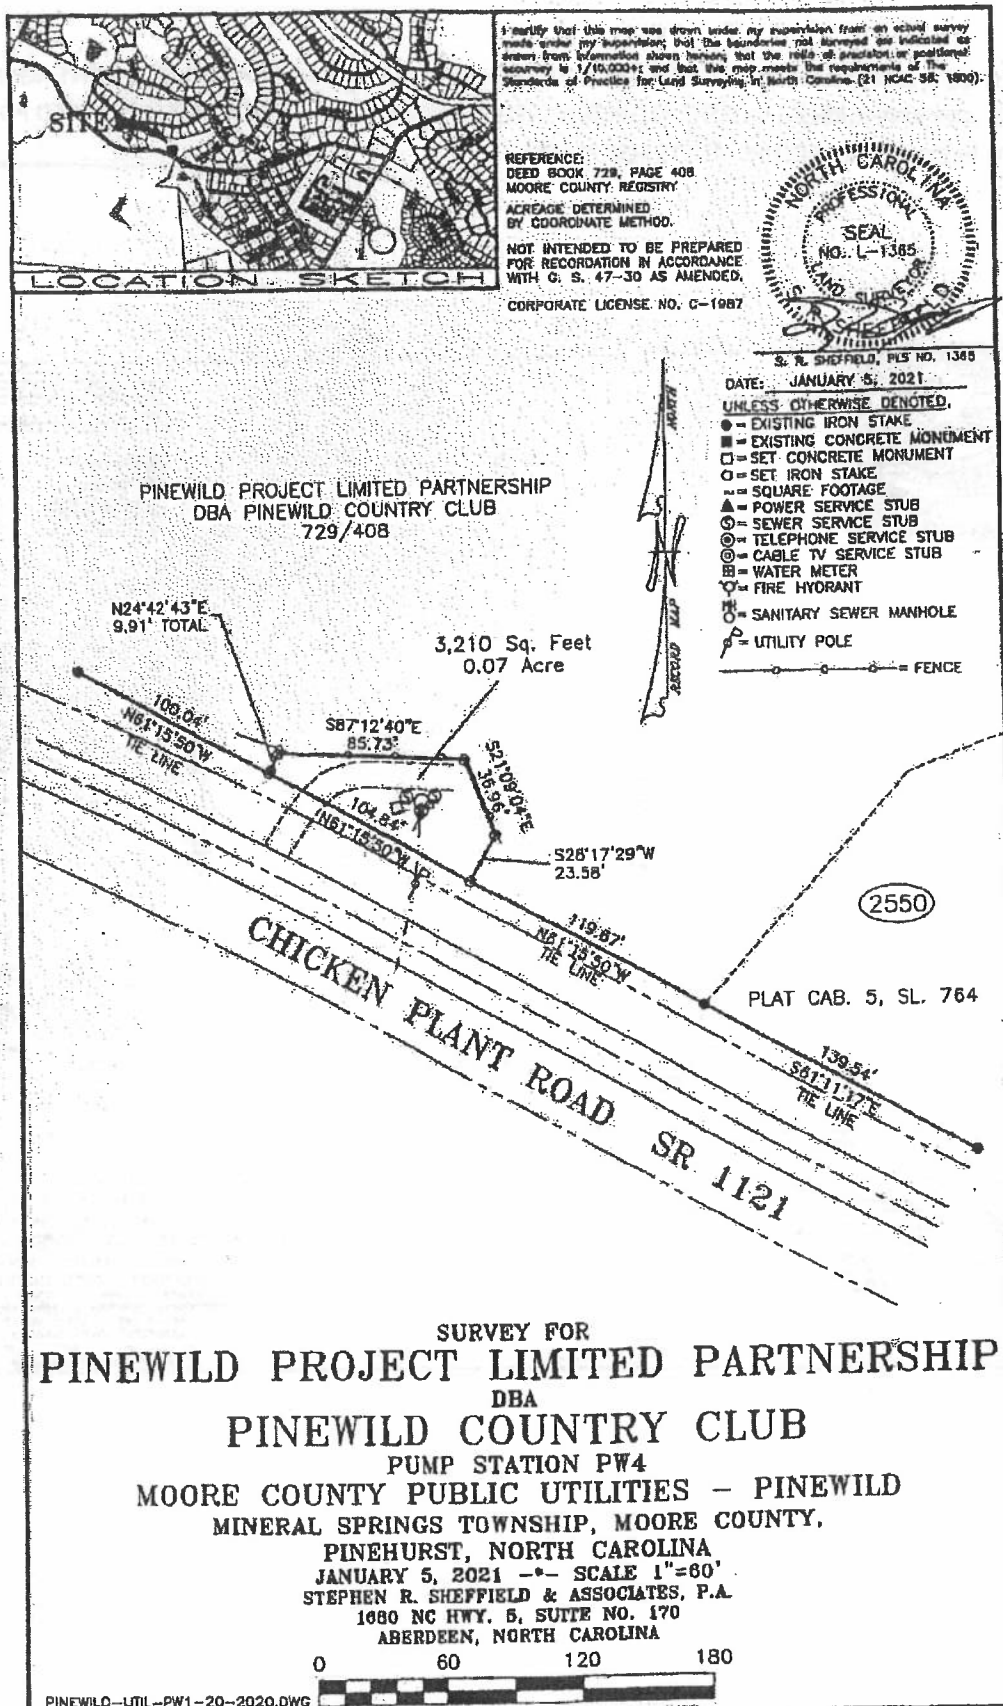 I certify that this map was drawn under my supervision from an actual survey
made under my supervision; that the boundaries not surveyed are indicated as
drawn from information shown hereon; that the ratio of precision or positional
accuracy is 1/10,000+; and that this map meets the requirements of The
Standards of Practice for Land Surveying in North Carolina (21 NCAC 56. 1600).
SITE
LOCATION SKETCH
REFERENCE:
DEED BOOK 729, PAGE 408
MOORE COUNTY REGISTRY
ACREAGE DETERMINED
BY COORDINATE METHOD.
NOT INTENDED TO BE PREPARED
FOR RECORDATION IN ACCORDANCE
WITH G. S. 47-30 AS AMENDED.
CORPORATE LICENSE NO. C-1987
NORTH CAROLINA
PROFESSIONAL
SEAL
NO. L-1365
LAND SURVEYOR
S. R. SHEFFIELD
S. R. SHEFFIELD, PLS NO. 1365
DATE: JANUARY 5, 2021
UNLESS OTHERWISE DENOTED,
= EXISTING IRON STAKE
= EXISTING CONCRETE MONUMENT
= SET CONCRETE MONUMENT
= SET IRON STAKE
= SQUARE FOOTAGE
= POWER SERVICE STUB
Ⓢ= SEWER SERVICE STUB
= TELEPHONE SERVICE STUB
= CABLE TV SERVICE STUB
= WATER METER
= FIRE HYDRANT
MH
= SANITARY SEWER MANHOLE
= UTILITY POLE
= FENCE
NORTH
RECORD MAP
PINEWILD PROJECT LIMITED PARTNERSHIP
DBA PINEWILD COUNTRY CLUB
729/408
N24°42'43"E
9.91' TOTAL
3,210 Sq. Feet
0.07 Acre
100.04'
N61°15'50"W
TIE LINE
S87°12'40"E
85.73'
S21°09'04"E
36.96'
104.84'
N61°15'50"W
S28°17'29"W
23.58'
119.67'
N61°15'50"W
TIE LINE
2550
PLAT CAB. 5, SL. 764
139.54'
S61°11'17"E
TIE LINE
CHICKEN PLANT ROAD SR 1121
SURVEY FOR
PINEWILD PROJECT LIMITED PARTNERSHIP
DBA
PINEWILD COUNTRY CLUB
PUMP STATION PW4
MOORE COUNTY PUBLIC UTILITIES - PINEWILD
MINERAL SPRINGS TOWNSHIP, MOORE COUNTY,
PINEHURST, NORTH CAROLINA
JANUARY 5, 2021 -*- SCALE 1"=60'
STEPHEN R. SHEFFIELD & ASSOCIATES, P.A.
1680 NC HWY. 5, SUITE NO. 170
ABERDEEN, NORTH CAROLINA
0 60 120 180
PINEWILD-UTIL-PW1-20-2020.DWG